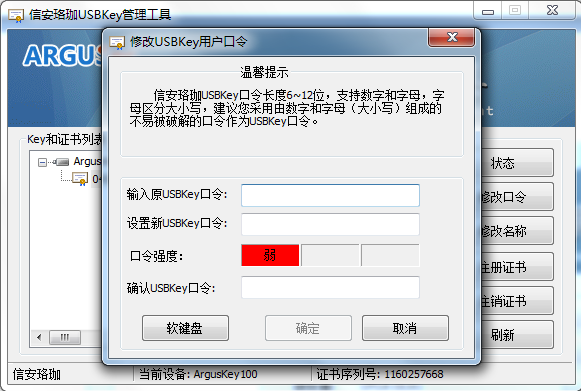 信安珞珈USBKey管理工具
修改USBKey用户口令
ARGUS
温馨提示
信安珞珈USBKey口令长度6~12位，支持数字和字母，字
母区分大小写，建议您采用由数字和字母（大小写）组成的
不易被破解的口令作为USBKey口令。
Key和证书列表
Argus
04
输入原USBKey口令:
设置新USBKey口令:
口令强度:
弱
确认USBKey口令:
软键盘
确定
取消
状态
修改口令
修改名称
注册证书
注销证书
刷新
信安珞珈
当前设备: ArgusKey100
证书序列号: 1160257668